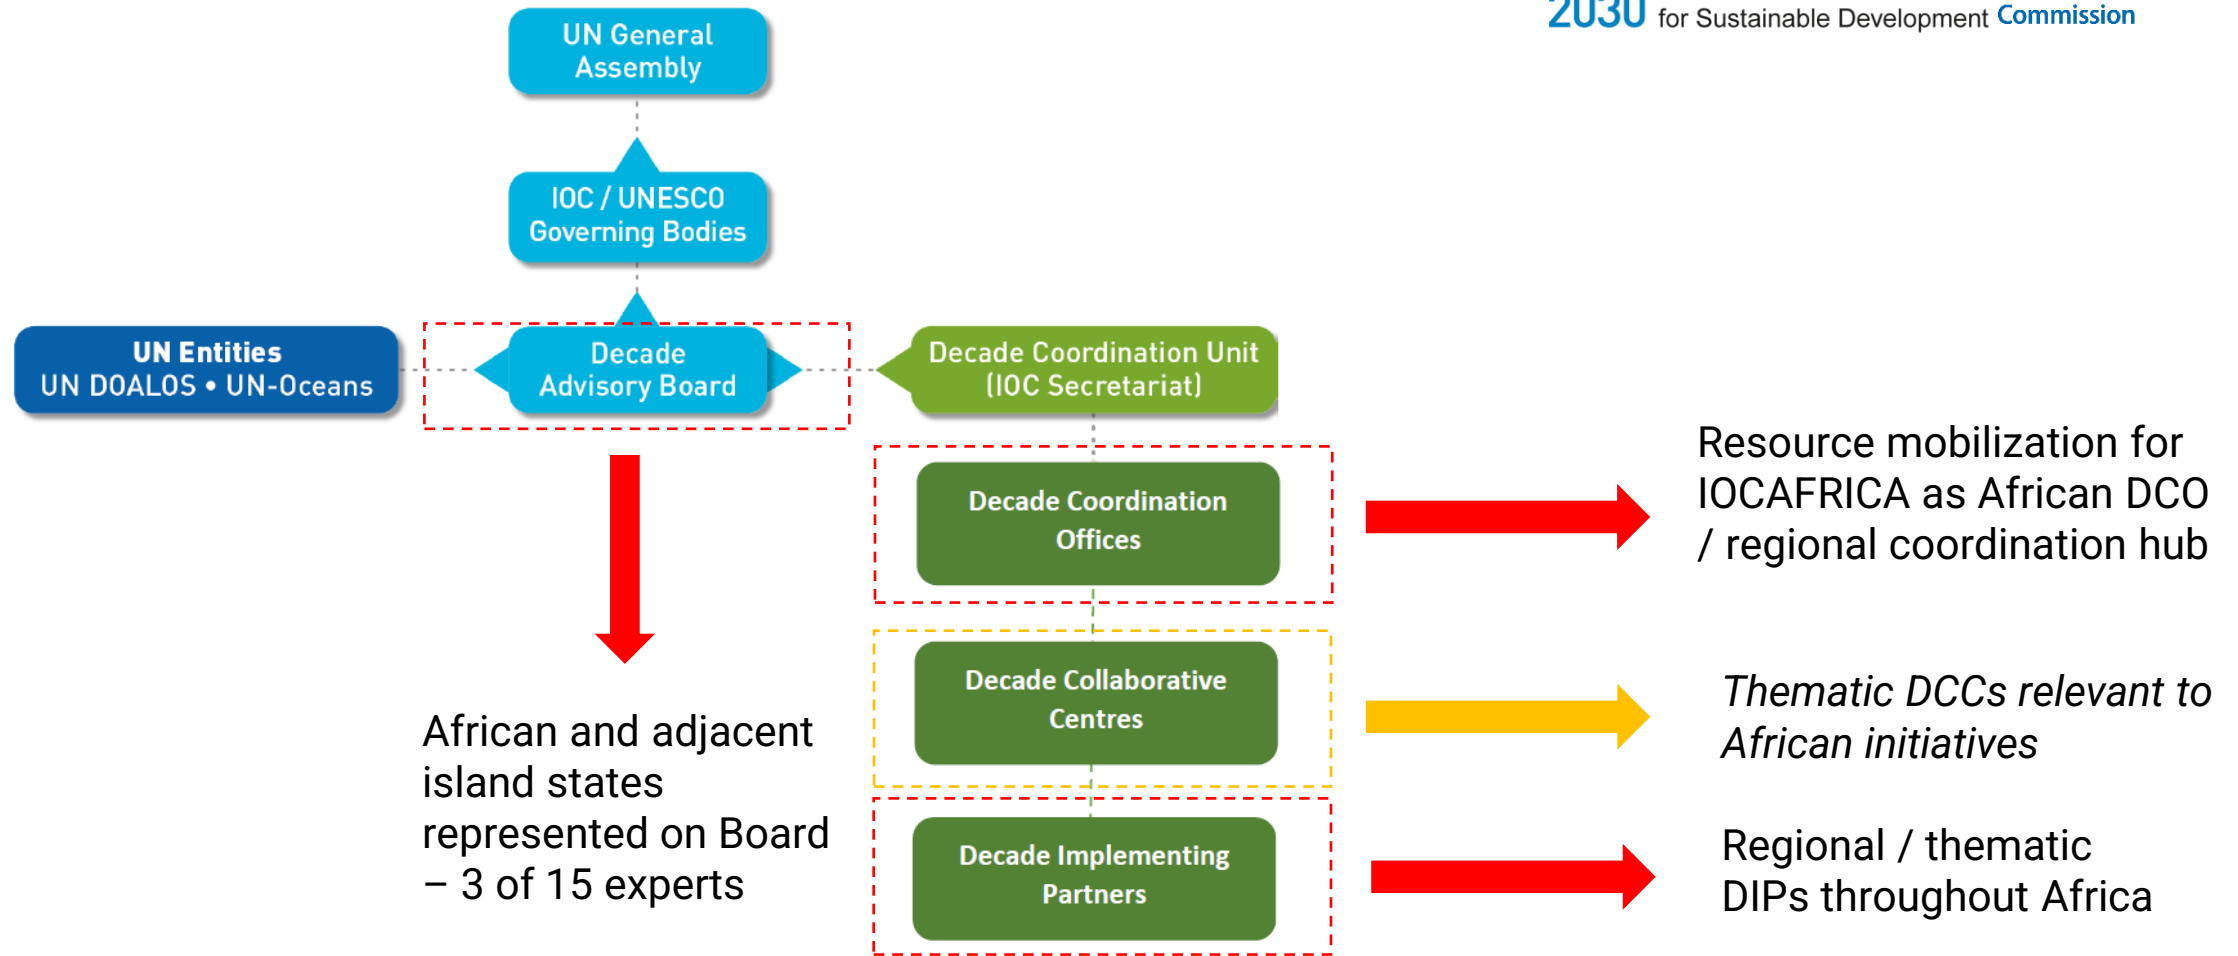 2030 for Sustainable Development Commission
UN General
Assembly
IOC / UNESCO
Governing Bodies
UN Entities
UN DOALOS • UN-Oceans
Decade
Advisory Board
Decade Coordination Unit
(IOC Secretariat)
Decade Coordination
Offices
Resource mobilization for
IOCAFRICA as African DCO
/ regional coordination hub
Decade Collaborative
Centres
Thematic DCCs relevant to
African initiatives
African and adjacent
island states
represented on Board
– 3 of 15 experts
Decade Implementing
Partners
Regional / thematic
DIPs throughout Africa